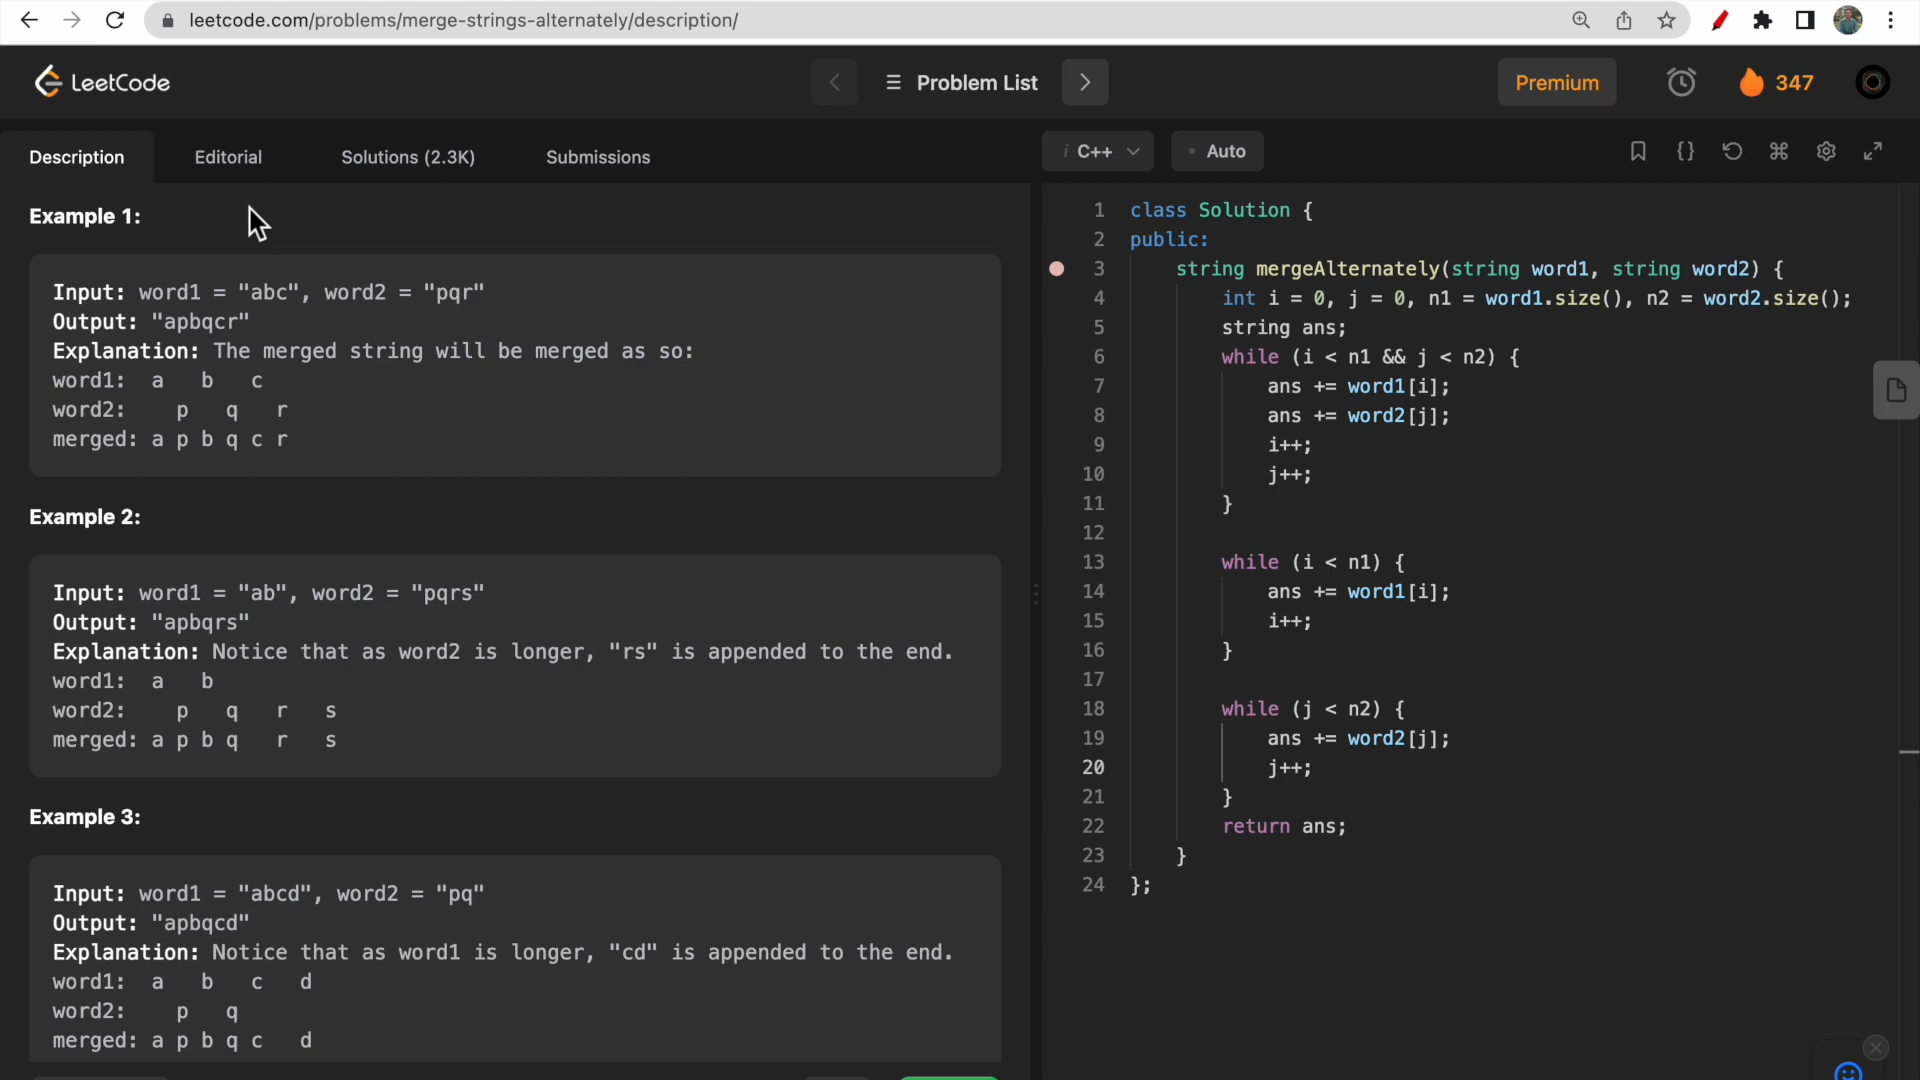 leetcode.com/problems/merge-strings-alternately/description/
LeetCode
Problem List
Premium
347
Description
Editorial
Solutions (2.3K)
Submissions
i C++
Auto
Example 1:
Input: word1 = "abc", word2 = "pqr"
Output: "apbqcr"
Explanation: The merged string will be merged as so:
word1:  a   b   c
word2:    p   q   r
merged: a p b q c r
Example 2:
Input: word1 = "ab", word2 = "pqrs"
Output: "apbqrs"
Explanation: Notice that as word2 is longer, "rs" is appended to the end.
word1:  a   b
word2:    p   q   r   s
merged: a p b q   r   s
Example 3:
Input: word1 = "abcd", word2 = "pq"
Output: "apbqcd"
Explanation: Notice that as word1 is longer, "cd" is appended to the end.
word1:  a   b   c   d
word2:    p   q
merged: a p b q c   d
1 class Solution {
2 public:
3     string mergeAlternately(string word1, string word2) {
4         int i = 0, j = 0, n1 = word1.size(), n2 = word2.size();
5         string ans;
6         while (i < n1 && j < n2) {
7             ans += word1[i];
8             ans += word2[j];
9             i++;
10             j++;
11         }
12
13         while (i < n1) {
14             ans += word1[i];
15             i++;
16         }
17
18         while (j < n2) {
19             ans += word2[j];
20             j++;
21         }
22         return ans;
23     }
24 };